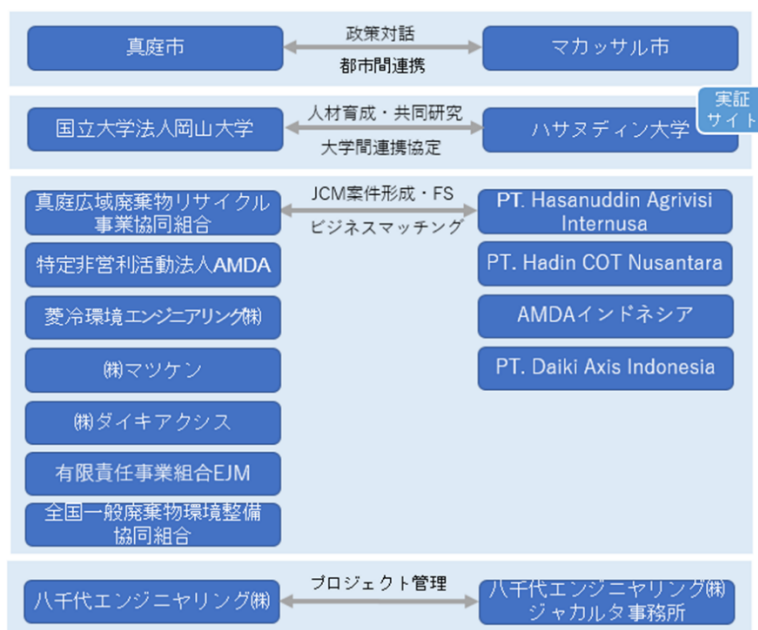 真庭市
政策対話
都市間連携
マカッサル市
国立大学法人岡山大学
人材育成・共同研究
大学間連携協定
ハサヌディン大学
実証
サイト
真庭広域廃棄物リサイクル
事業協同組合
JCM案件形成・FS
ビジネスマッチング
PT. Hasanuddin Agrivisi
Internusa
特定非営利活動法人AMDA
PT. Hadin COT Nusantara
菱冷環境エンジニアリング㈱
AMDAインドネシア
㈱マツケン
PT. Daiki Axis Indonesia
㈱ダイキアクシス
有限責任事業組合EJM
全国一般廃棄物環境整備
協同組合
八千代エンジニヤリング㈱
プロジェクト管理
八千代エンジニヤリング㈱
ジャカルタ事務所